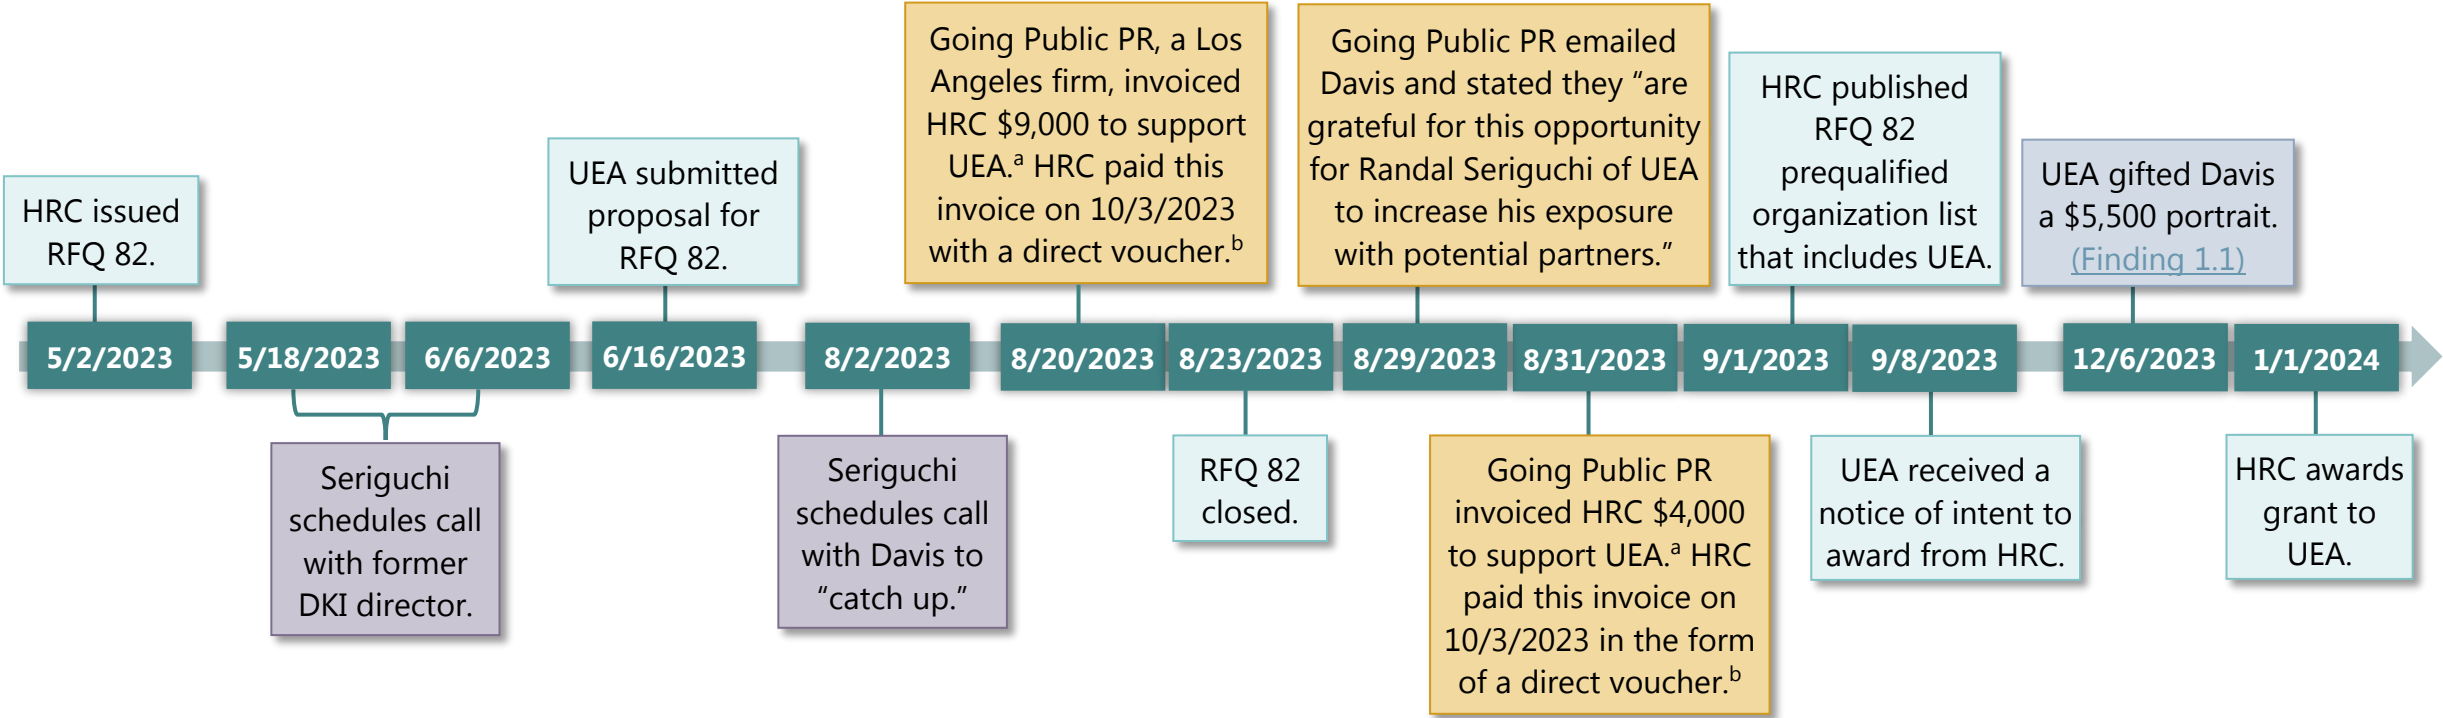 HRC issued
RFQ 82.
UEA submitted
proposal for
RFQ 82.
Going Public PR, a Los
Angeles firm, invoiced
HRC $9,000 to support
UEA.ᵃ HRC paid this
invoice on 10/3/2023
with a direct voucher.ᵇ
Going Public PR emailed
Davis and stated they “are
grateful for this opportunity
for Randal Seriguchi of UEA
to increase his exposure
with potential partners.”
HRC published
RFQ 82
prequalified
organization list
that includes UEA.
UEA gifted Davis
a $5,500 portrait.
(Finding 1.1)
5/2/2023
5/18/2023
6/6/2023
6/16/2023
8/2/2023
8/20/2023
8/23/2023
8/29/2023
8/31/2023
9/1/2023
9/8/2023
12/6/2023
1/1/2024
Seriguchi
schedules call
with former
DKI director.
Seriguchi
schedules call
with Davis to
“catch up.”
RFQ 82
closed.
Going Public PR
invoiced HRC $4,000
to support UEA.ᵃ HRC
paid this invoice on
10/3/2023 in the form
of a direct voucher.ᵇ
UEA received a
notice of intent to
award from HRC.
HRC awards
grant to
UEA.